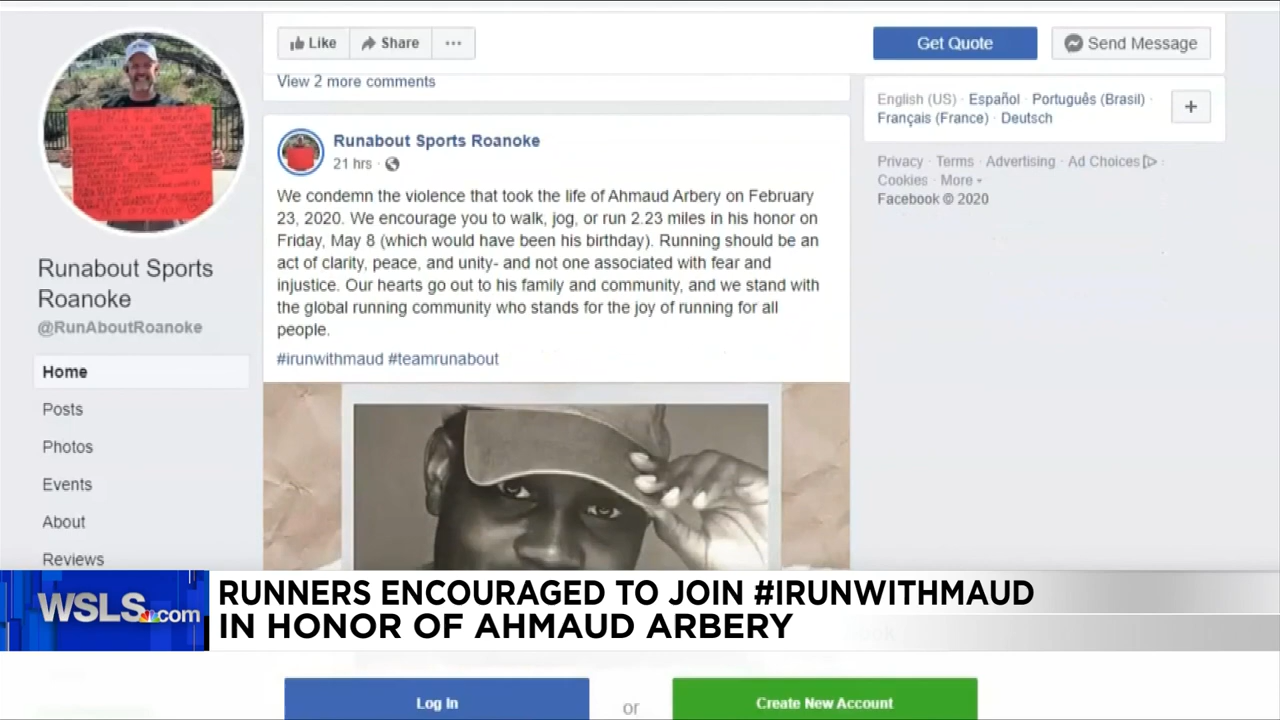 Like
Share
Get Quote
Send Message
View 2 more comments
English (US) · Español · Português (Brasil) ·
Français (France) · Deutsch
Runabout Sports Roanoke
21 hrs ·
Privacy · Terms · Advertising · Ad Choices ·
Cookies · More
Facebook © 2020
We condemn the violence that took the life of Ahmaud Arbery on February
23, 2020. We encourage you to walk, jog, or run 2.23 miles in his honor on
Friday, May 8 (which would have been his birthday). Running should be an
act of clarity, peace, and unity- and not one associated with fear and
injustice. Our hearts go out to his family and community, and we stand with
the global running community who stands for the joy of running for all
people.
#irunwithmaud #teamrunabout
Runabout Sports
Roanoke
@RunAboutRoanoke
Home
Posts
Photos
Events
About
Reviews
WSLS.com
RUNNERS ENCOURAGED TO JOIN #IRUNWITHMAUD
IN HONOR OF AHMAUD ARBERY
Log In
or
Create New Account